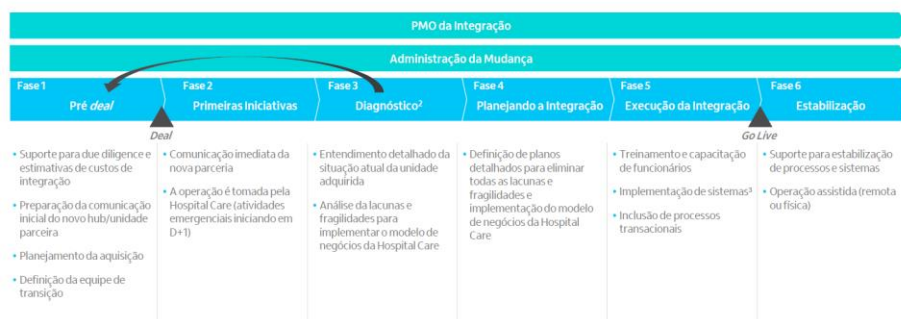 PMO da Integração
Administração da Mudança
Fase 1
Pré deal
Fase 2
Primeiras Iniciativas
Fase 3
Diagnóstico²
Fase 4
Planejando a Integração
Fase 5
Execução da Integração
Fase 6
Estabilização
Deal
Go Live
• Suporte para due diligence e
estimativas de custos de
integração
• Preparação da comunicação
inicial do novo hub/unidade
parceira
• Planejamento da aquisição
• Definição da equipe de
transição
• Comunicação imediata da
nova parceria
• A operação é tomada pela
Hospital Care (atividades
emergenciais iniciando em
D+1)
• Entendimento detalhado da
situação atual da unidade
adquirida
• Análise da lacunas e
fragilidades para
implementar o modelo de
negócios da Hospital Care
• Definição de planos
detalhados para eliminar
todas as lacunas e
fragilidades e
implementação do modelo
de negócios da Hospital
Care
• Treinamento e capacitação
de funcionários
• Implementação de sistemas³
• Inclusão de processos
transacionais
• Suporte para estabilização
de processos e sistemas
• Operação assistida (remota
ou física)